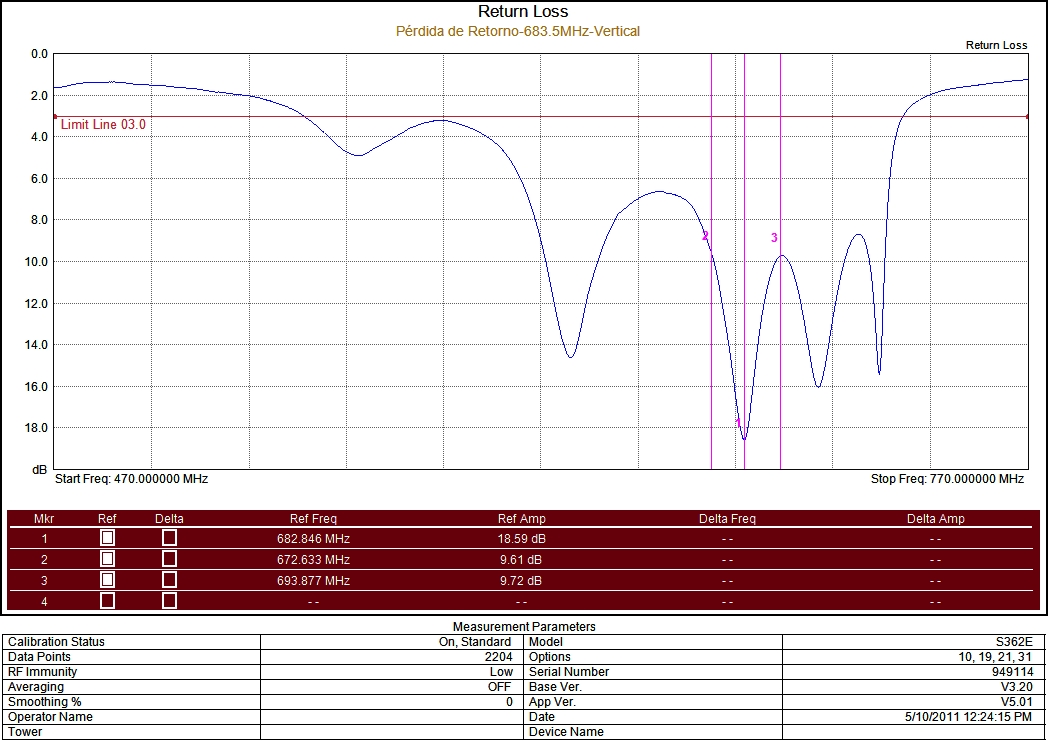 Return Loss
Pérdida de Retorno-683.5MHz-Vertical
Return Loss
0.0
2.0
Limit Line 03.0
4.0
6.0
8.0
2
3
10.0
12.0
14.0
16.0
1
18.0
dB
Start Freq: 470.000000 MHz Stop Freq: 770.000000 MHz
Mkr Ref Delta Ref Freq Ref Amp Delta Freq Delta Amp
1 682.846 MHz 18.59 dB - - - -
2 672.633 MHz 9.61 dB - - - -
3 693.877 MHz 9.72 dB - - - -
4 - - - - - - - -
Measurement Parameters
Calibration Status On, Standard Model S362E
Data Points 2204 Options 10, 19, 21, 31
RF Immunity Low Serial Number 949114
Averaging OFF Base Ver. V3.20
Smoothing % 0 App Ver. V5.01
Operator Name Date 5/10/2011 12:24:15 PM
Tower Device Name